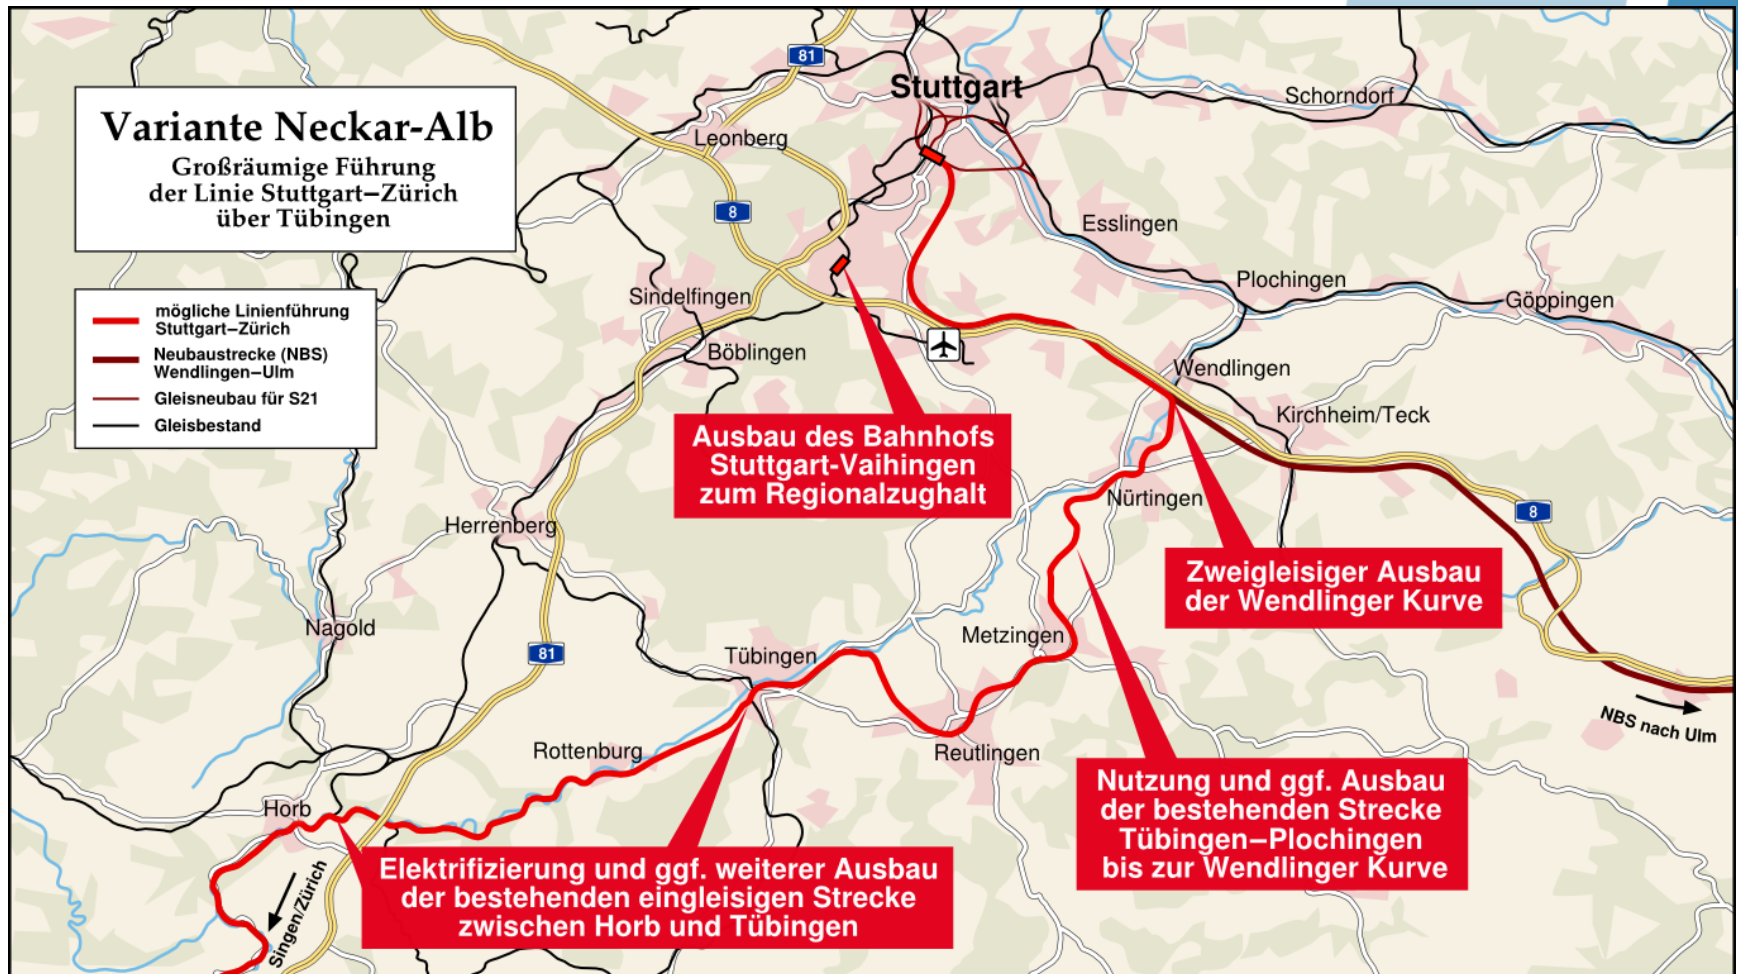 Variante Neckar-Alb
Großräumige Führung
der Linie Stuttgart–Zürich
über Tübingen
mögliche Linienführung
Stuttgart–Zürich
Neubaustrecke (NBS)
Wendlingen–Ulm
Gleisneubau für S21
Gleisbestand
81
Stuttgart
Schorndorf
Leonberg
8
Esslingen
Plochingen
Sindelfingen
Göppingen
Böblingen
Wendlingen
Kirchheim/Teck
Ausbau des Bahnhofs
Stuttgart-Vaihingen
zum Regionalzughalt
Nürtingen
8
Herrenberg
Zweigleisiger Ausbau
der Wendlinger Kurve
Nagold
Metzingen
81
Tübingen
NBS nach Ulm
Rottenburg
Reutlingen
Nutzung und ggf. Ausbau
der bestehenden Strecke
Tübingen–Plochingen
bis zur Wendlinger Kurve
Horb
Elektrifizierung und ggf. weiterer Ausbau
der bestehenden eingleisigen Strecke
zwischen Horb und Tübingen
Singen/Zürich